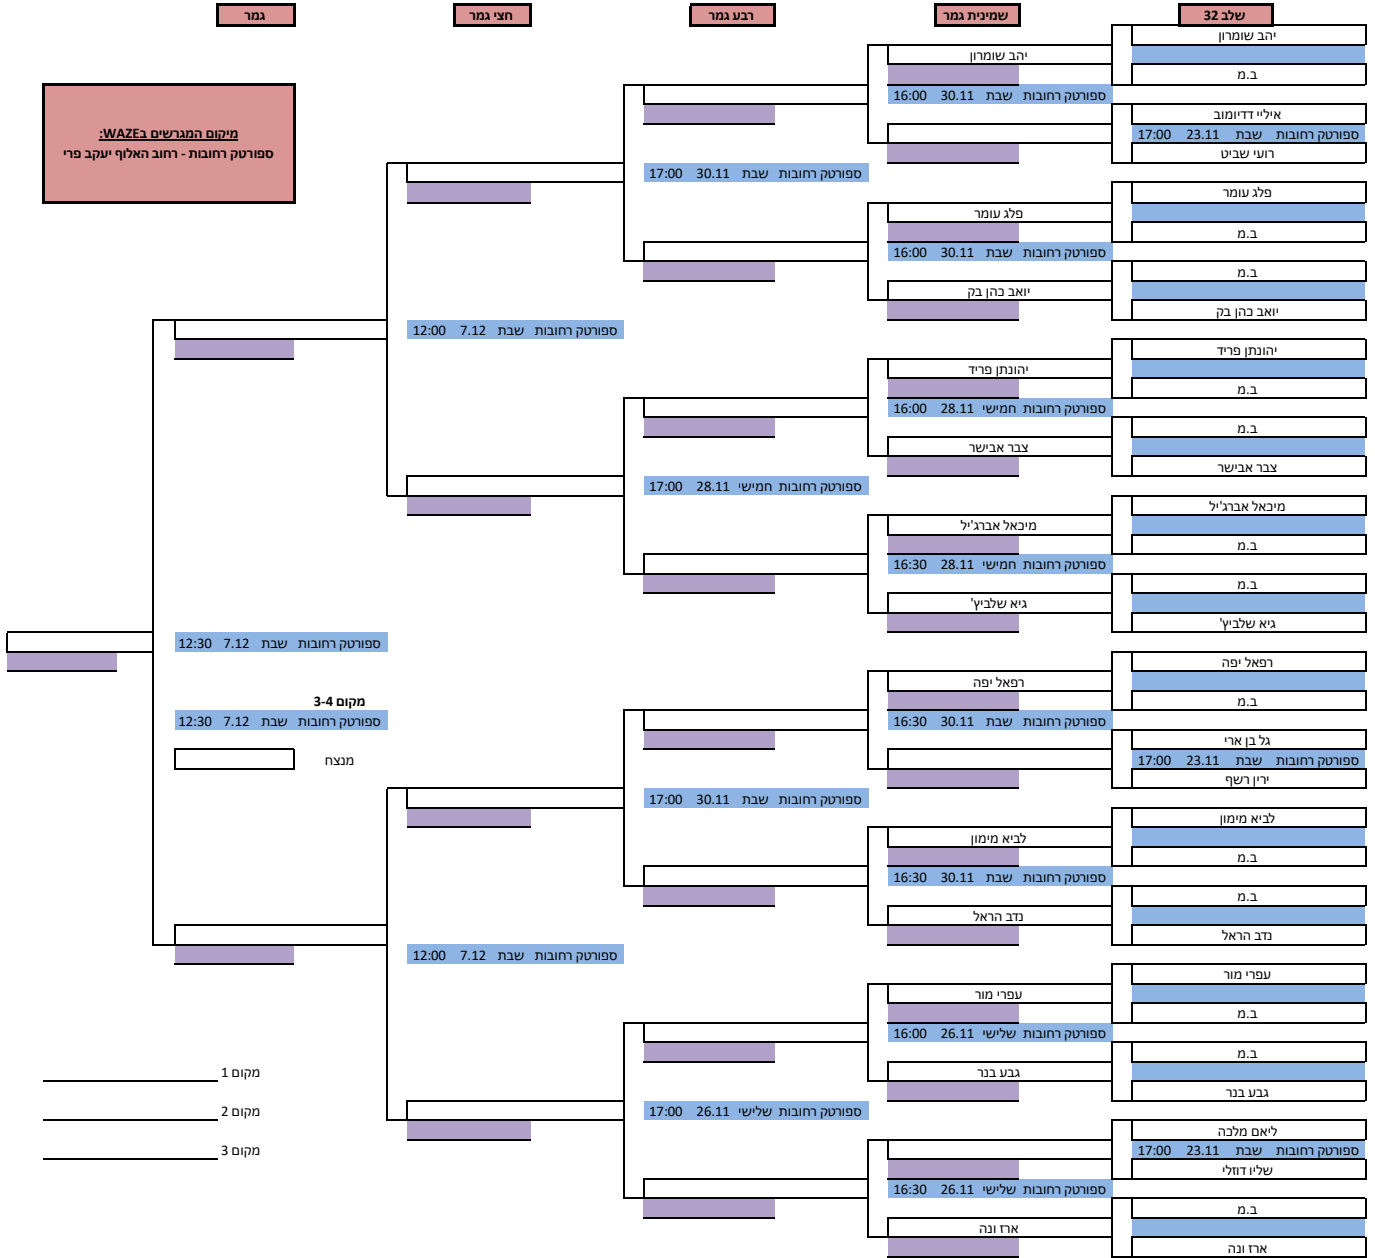 שלב 32
שמינית גמר
רבע גמר
חצי גמר
גמר
מיקום המגרשים בWAZE:
ספורטק רחובות - רחוב האלוף יעקב פרי
יהב שומרון
ב.מ
איליי דדיומוב
ספורטק רחובות שבת 23.11 17:00
רועי שביט
פלג עומר
ב.מ
ב.מ
יואב כהן בק
יהונתן פריד
ב.מ
ב.מ
צבר אבישר
מיכאל אברג'יל
ב.מ
ב.מ
גיא שלביץ'
רפאל יפה
ב.מ
גל בן ארי
ספורטק רחובות שבת 23.11 17:00
ירין רשף
לביא מימון
ב.מ
ב.מ
נדב הראל
עפרי מור
ב.מ
ב.מ
גבע בנר
ליאם מלכה
ספורטק רחובות שבת 23.11 17:00
שליו דוזלי
ב.מ
ארז ונה
יהב שומרון
ספורטק רחובות שבת 30.11 16:00
פלג עומר
ספורטק רחובות שבת 30.11 16:00
יואב כהן בק
יהונתן פריד
ספורטק רחובות חמישי 28.11 16:00
צבר אבישר
מיכאל אברג'יל
ספורטק רחובות חמישי 28.11 16:30
גיא שלביץ'
רפאל יפה
ספורטק רחובות שבת 30.11 16:30
לביא מימון
ספורטק רחובות שבת 30.11 16:30
נדב הראל
עפרי מור
ספורטק רחובות שלישי 26.11 16:00
גבע בנר
ספורטק רחובות שלישי 26.11 16:30
ארז ונה
ספורטק רחובות שבת 30.11 17:00
ספורטק רחובות חמישי 28.11 17:00
ספורטק רחובות שבת 30.11 17:00
ספורטק רחובות שלישי 26.11 17:00
ספורטק רחובות שבת 7.12 12:00
ספורטק רחובות שבת 7.12 12:00
ספורטק רחובות שבת 7.12 12:30
מקום 3-4
ספורטק רחובות שבת 7.12 12:30
מנצח
מקום 1
מקום 2
מקום 3